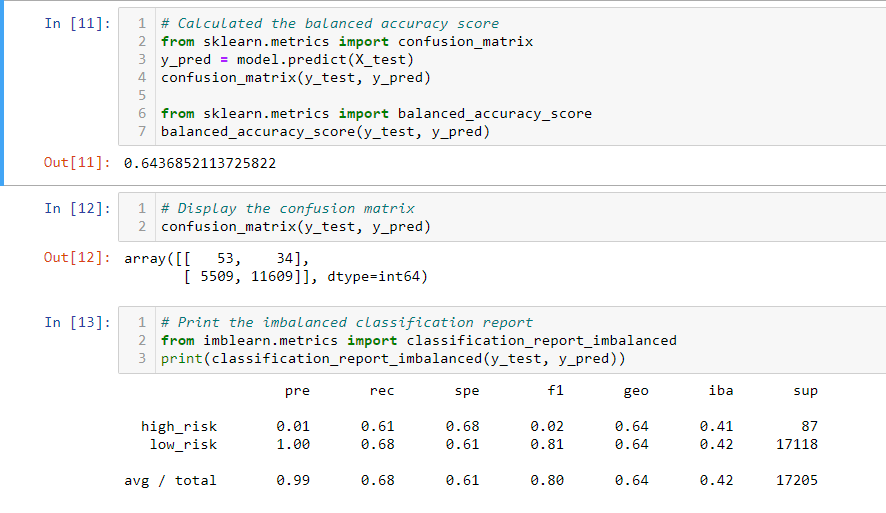 In [11]: 1 # Calculated the balanced accuracy score
2 from sklearn.metrics import confusion_matrix
3 y_pred = model.predict(X_test)
4 confusion_matrix(y_test, y_pred)
5
6 from sklearn.metrics import balanced_accuracy_score
7 balanced_accuracy_score(y_test, y_pred)
Out[11]: 0.6436852113725822
In [12]: 1 # Display the confusion matrix
2 confusion_matrix(y_test, y_pred)
Out[12]: array([[   53,    34],
       [ 5509, 11609]], dtype=int64)
In [13]: 1 # Print the imbalanced classification report
2 from imblearn.metrics import classification_report_imbalanced
3 print(classification_report_imbalanced(y_test, y_pred))
pre rec spe f1 geo iba sup
high_risk 0.01 0.61 0.68 0.02 0.64 0.41 87
low_risk 1.00 0.68 0.61 0.81 0.64 0.42 17118
avg / total 0.99 0.68 0.61 0.80 0.64 0.42 17205